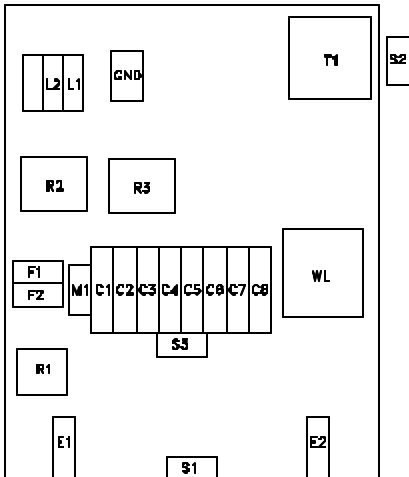 T1
S2
L2 L1
GND
R2
R3
F1
F2
M1
C1 C2 C3 C4 C5 C6 C7 C8
WL
S3
R1
E1
E2
S1